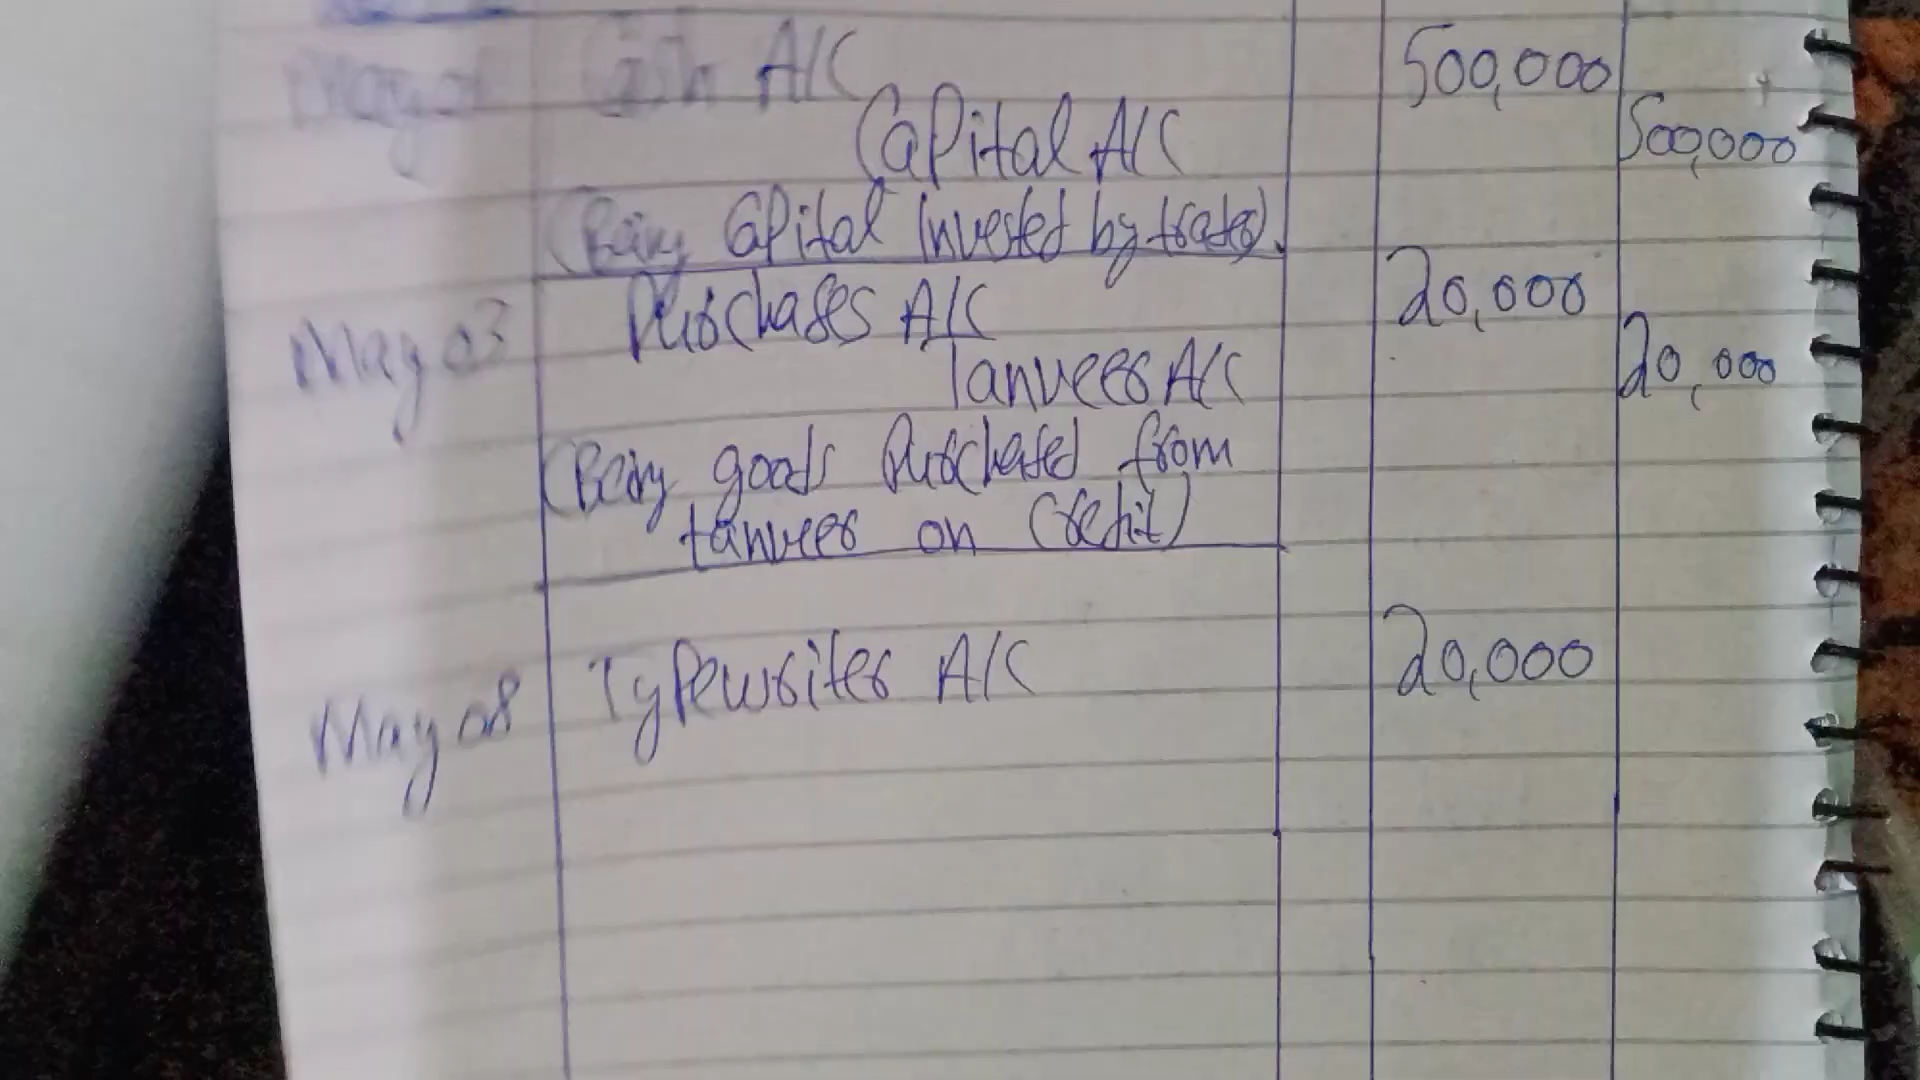 May 01 Cash A/C 500,000
Capital A/C 500,000
(Being Capital Invested by trader).
May 03 Purchases A/C 20,000
Tanveer A/C 20,000
(Being goods Purchased from
tanveer on Credit)
May 08 Typewriter A/C 20,000